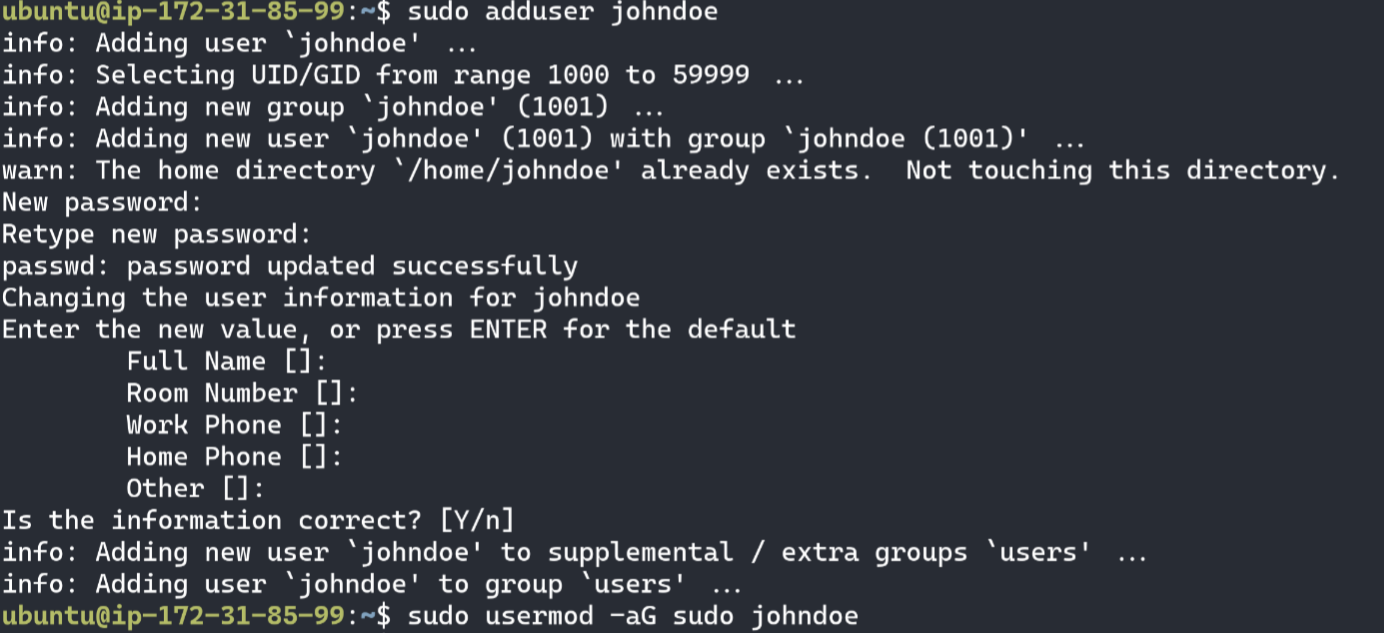 ubuntu@ip-172-31-85-99:~$ sudo adduser johndoe
info: Adding user `johndoe' ...
info: Selecting UID/GID from range 1000 to 59999 ...
info: Adding new group `johndoe' (1001) ...
info: Adding new user `johndoe' (1001) with group `johndoe (1001)' ...
warn: The home directory `/home/johndoe' already exists.  Not touching this directory.
New password:
Retype new password:
passwd: password updated successfully
Changing the user information for johndoe
Enter the new value, or press ENTER for the default
        Full Name []:
        Room Number []:
        Work Phone []:
        Home Phone []:
        Other []:
Is the information correct? [Y/n]
info: Adding new user `johndoe' to supplemental / extra groups `users' ...
info: Adding user `johndoe' to group `users' ...
ubuntu@ip-172-31-85-99:~$ sudo usermod -aG sudo johndoe